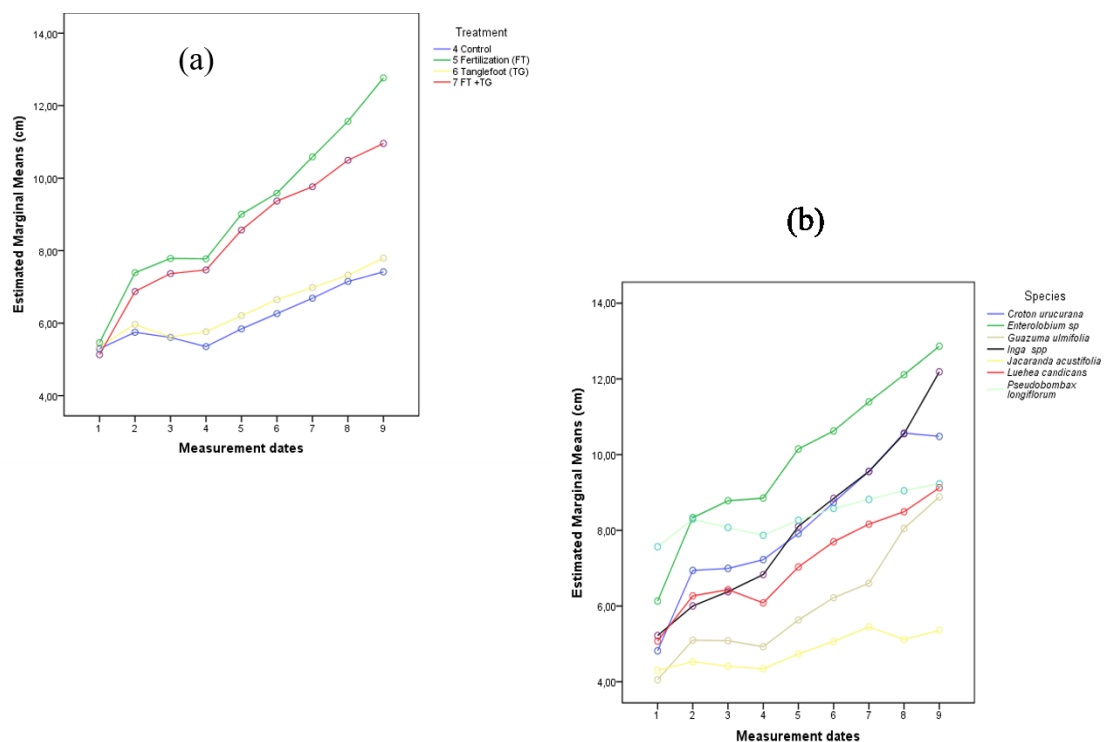 (a)
Treatment
4 Control
5 Fertilization (FT)
6 Tanglefoot (TG)
7 FT +TG
Estimated Marginal Means (cm)
14,00
12,00
10,00
8,00
6,00
4,00
1 2 3 4 5 6 7 8 9
Measurement dates
(b)
Species
Croton urucurana
Enterolobium sp
Guazuma ulmifolia
Inga spp
Jacaranda acustifolia
Luehea candicans
Pseudobombax
longiflorum
Estimated Marginal Means (cm)
14,00
12,00
10,00
8,00
6,00
4,00
1 2 3 4 5 6 7 8 9
Measurement dates